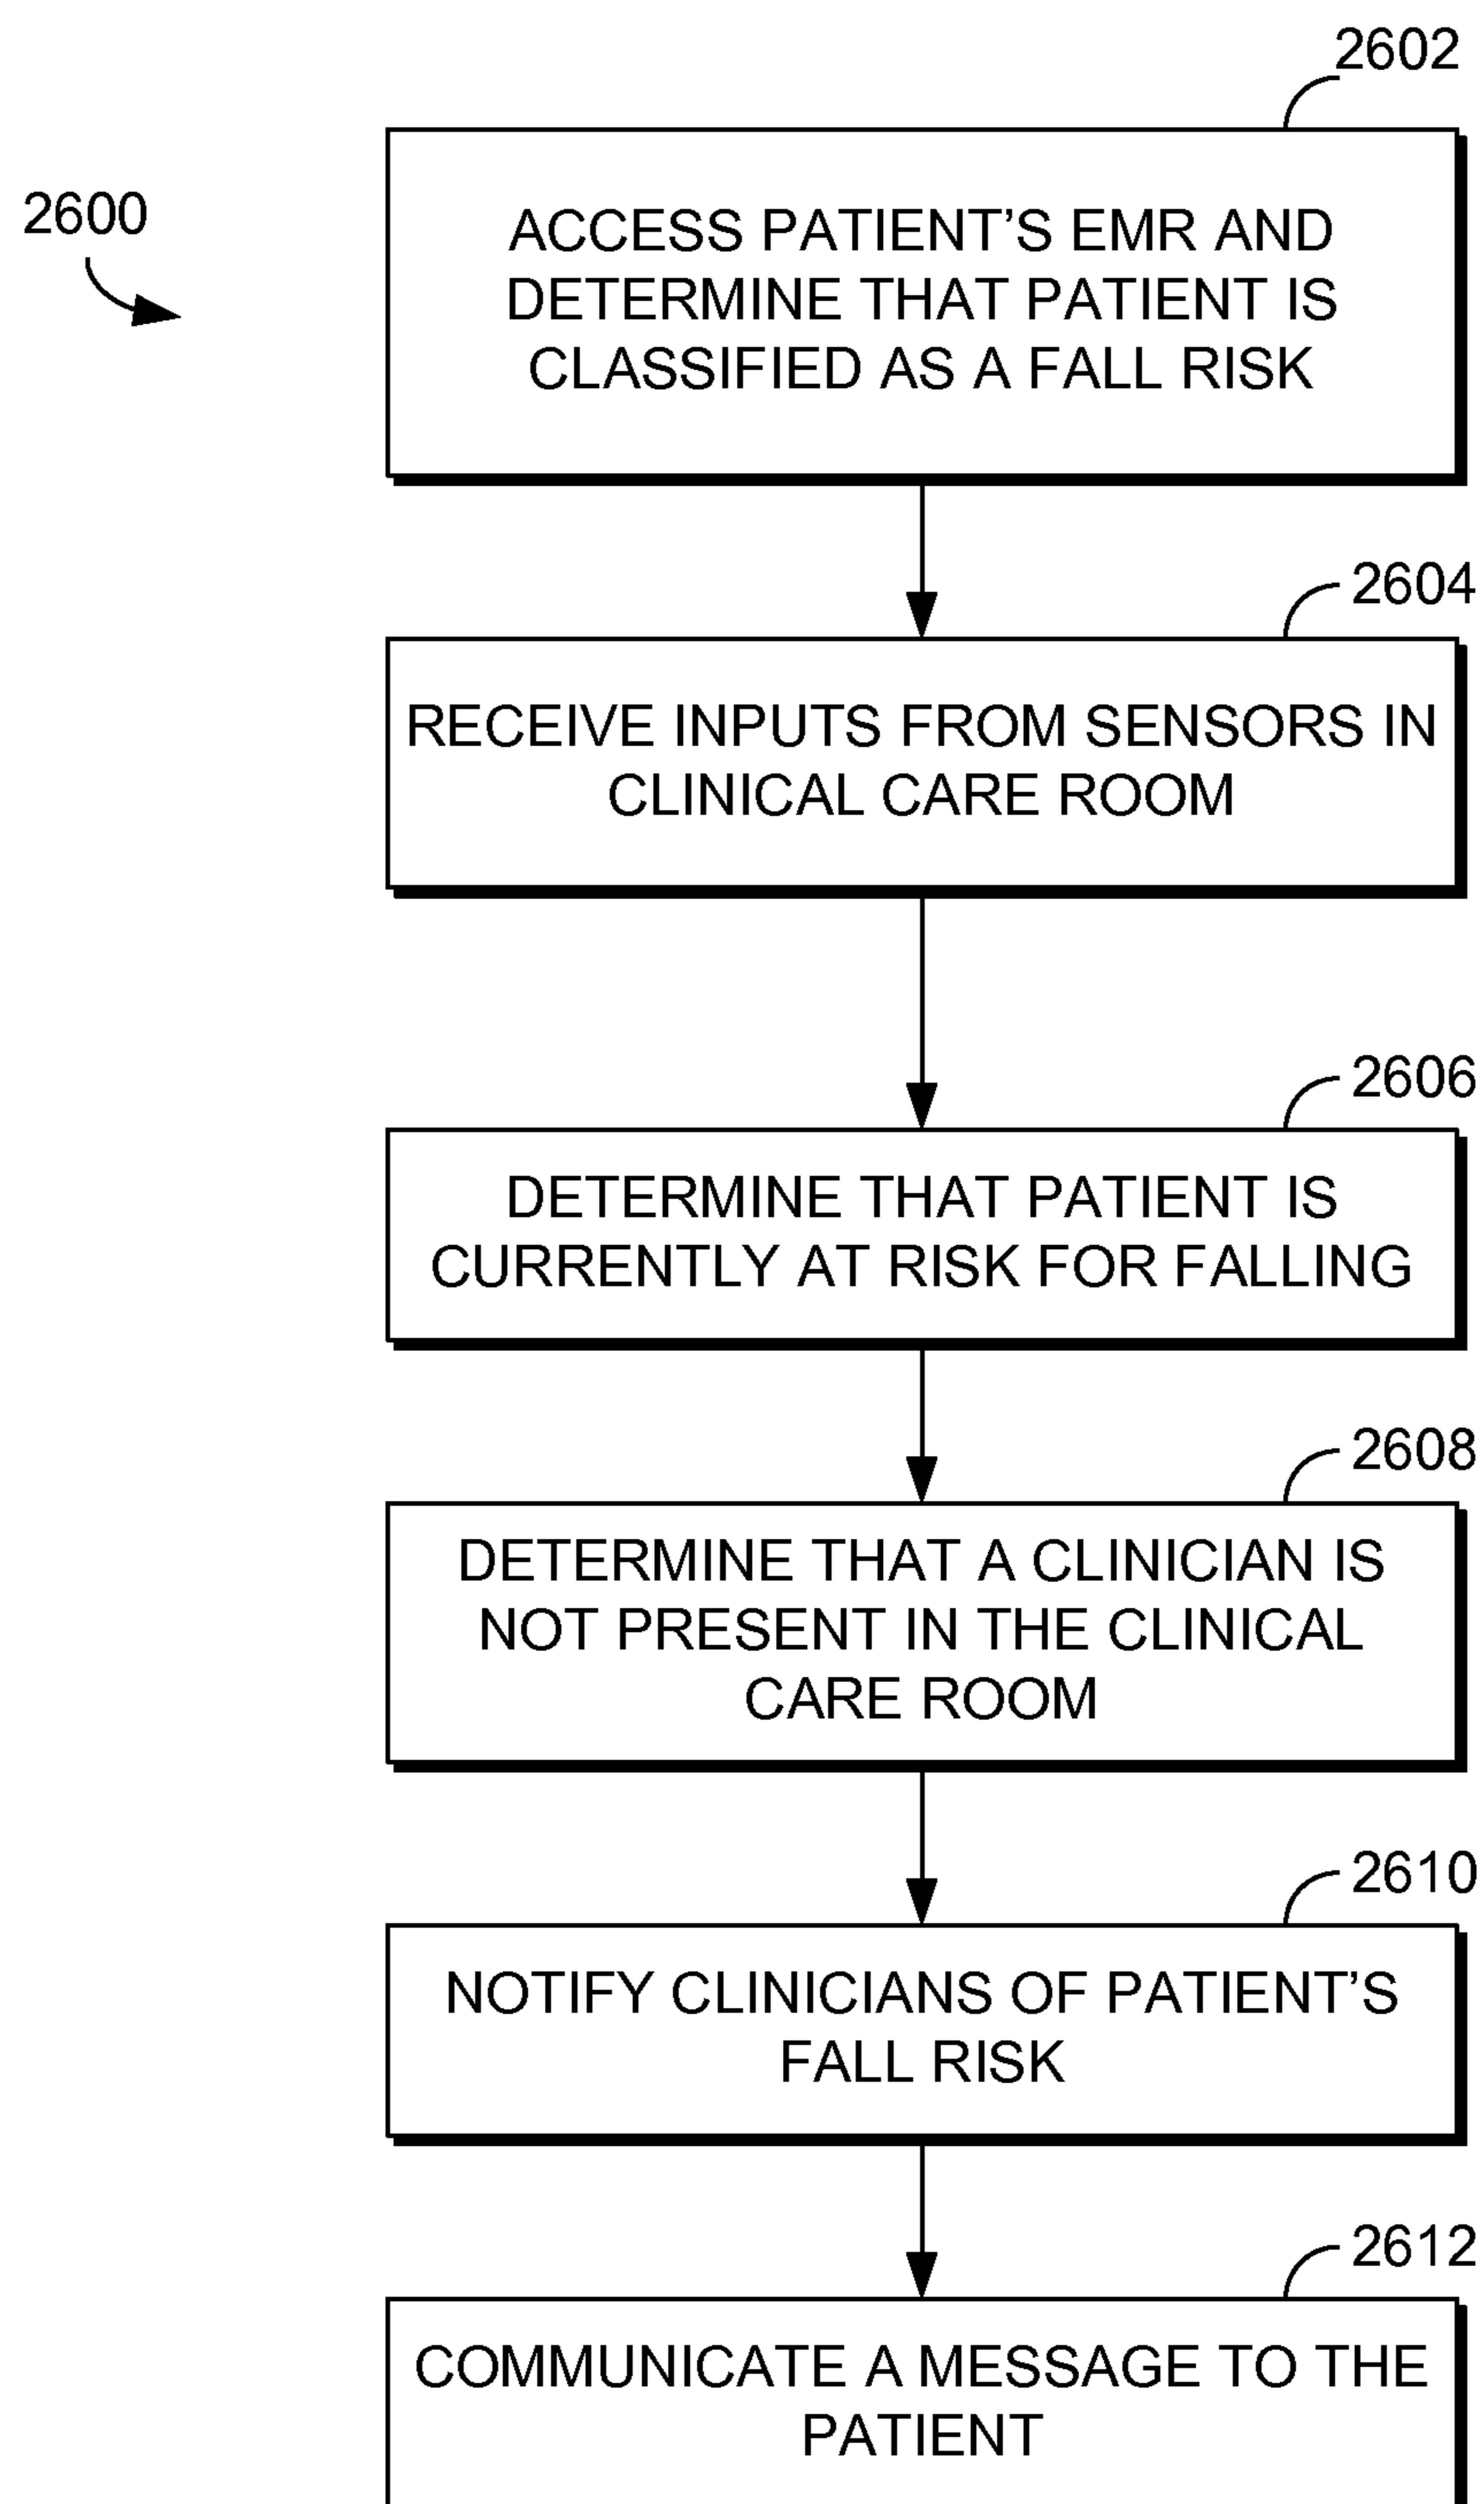 2602
2600
ACCESS PATIENT’S EMR AND
DETERMINE THAT PATIENT IS
CLASSIFIED AS A FALL RISK
2604
RECEIVE INPUTS FROM SENSORS IN
CLINICAL CARE ROOM
2606
DETERMINE THAT PATIENT IS
CURRENTLY AT RISK FOR FALLING
2608
DETERMINE THAT A CLINICIAN IS
NOT PRESENT IN THE CLINICAL
CARE ROOM
2610
NOTIFY CLINICIANS OF PATIENT’S
FALL RISK
2612
COMMUNICATE A MESSAGE TO THE
PATIENT